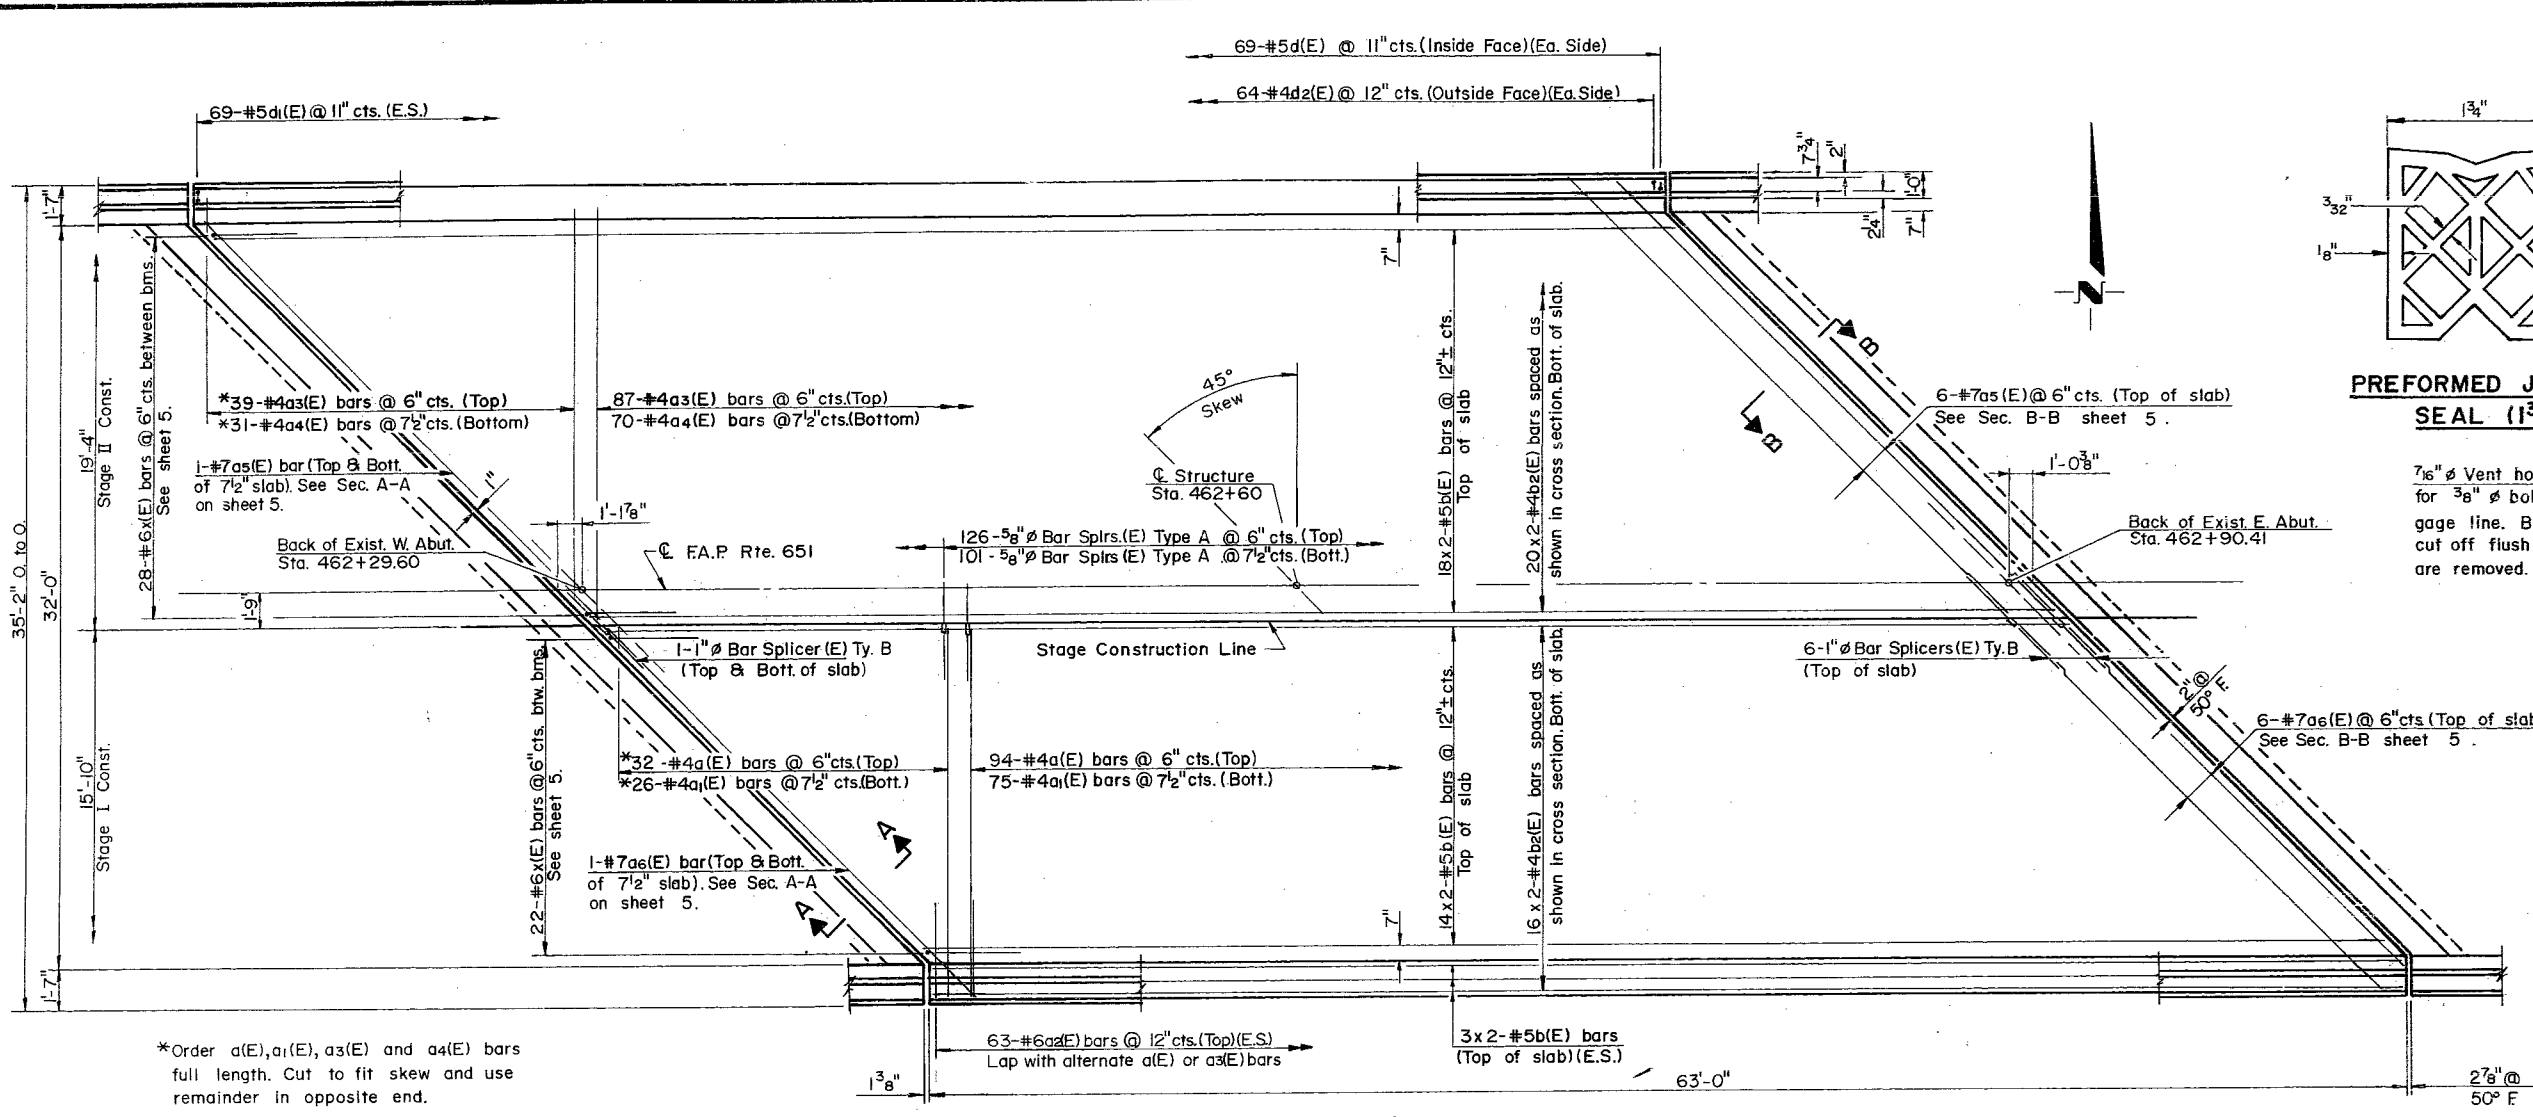 69-#5d(E) @ 11" cts.(Inside Face)(Ea. Side)
64-#4d2(E) @ 12" cts. (Outside Face)(Ea.Side)
69-#5d1(E) @ 11" cts. (E.S.)
1'-7"
7¾"
2"
1'-0"
2¼"
7"
7"
1¾"
3/32"
1/8"
N
PREFORMED J
SEAL (1¾
7/16" ø Vent ho
for 3/8" ø bol
gage line. B
cut off flush
are removed.
35'-2" O. to O.
32'-0"
19'-4"
Stage II Const.
28-#6x(E) bars @ 6" cts. between bms.
See sheet 5.
*39-#4a3(E) bars @ 6" cts. (Top)
*31-#4a4(E) bars @ 7½" cts. (Bottom)
87-#4a3(E) bars @ 6" cts.(Top)
70-#4a4(E) bars @ 7½" cts.(Bottom)
1-#7a5(E) bar (Top & Bott.
of 7½" slab). See Sec. A-A
on sheet 5.
1"
1'-1⅞"
Back of Exist. W. Abut.
Sta. 462+29.60
℄ F.A.P. Rte. 651
1'-9"
45°
Skew
℄ Structure
Sta. 462+60
126-5/8" ø Bar Splrs.(E) Type A @ 6" cts. (Top)
101-5/8" ø Bar Splrs (E) Type A @ 7½" cts. (Bott.)
18x2-#5b(E) bars @ 12"± cts.
Top of slab
20x2-#4b2(E) bars spaced as
shown in cross section. Bott. of slab.
B
B
6-#7a5(E) @ 6" cts. (Top of slab)
See Sec. B-B sheet 5.
1'-0⅜"
Back of Exist. E. Abut.
Sta. 462+90.41
1-1" ø Bar Splicer (E) Ty. B
(Top & Bott. of slab)
Stage Construction Line
6-1" ø Bar Splicers (E) Ty. B
(Top of slab)
2" @
50° F.
15'-10"
Stage I Const.
22-#6x(E) bars @ 6" cts. btw. bms.
See sheet 5.
*32-#4a(E) bars @ 6" cts.(Top)
*26-#4a1(E) bars @ 7½" cts.(Bott.)
94-#4a(E) bars @ 6" cts.(Top)
75-#4a1(E) bars @ 7½" cts. (Bott.)
14x2-#5b(E) bars @ 12"± cts.
Top of slab
16 x 2-#4b2(E) bars spaced as
shown in cross section. Bott. of slab.
6-#7a6(E) @ 6" cts (Top of slab
See Sec. B-B sheet 5.
1-#7a6(E) bar (Top & Bott.
of 7½" slab). See Sec. A-A
on sheet 5.
A
A
7"
1'-7"
63-#6a2(E) bars @ 12" cts.(Top)(E.S.)
Lap with alternate a(E) or a3(E) bars
3x2-#5b(E) bars
(Top of slab)(E.S.)
*Order a(E), a1(E), a3(E) and a4(E) bars
full length. Cut to fit skew and use
remainder in opposite end.
1⅜"
63'-0"
2⅞" @
50° F.